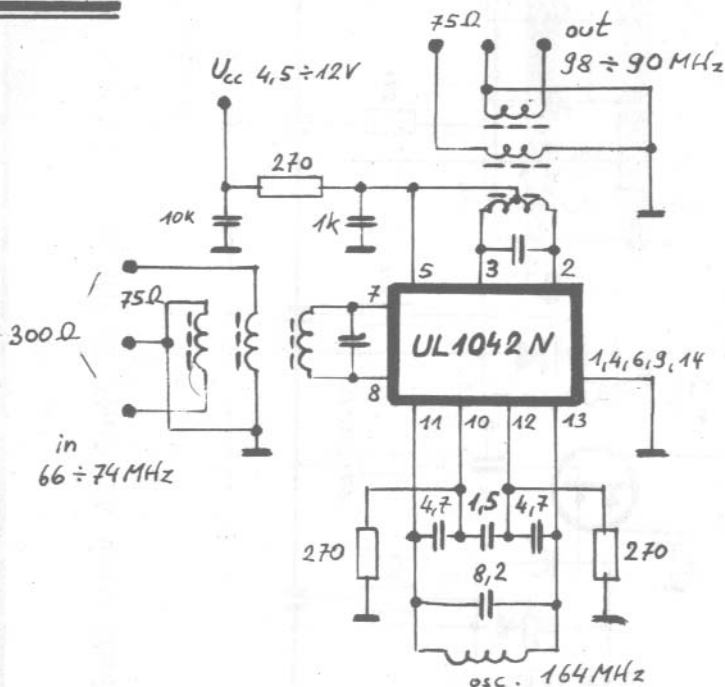 75Ω
out
98 ÷ 90 MHz
Ucc 4,5 ÷ 12V
270
10k
1k
5
3
2
75Ω
300Ω
7
8
UL1042N
1,4,6,9,14
11
10
12
13
in
66 ÷ 74 MHz
4,7
1,5
4,7
270
270
8,2
osc. 164 MHz